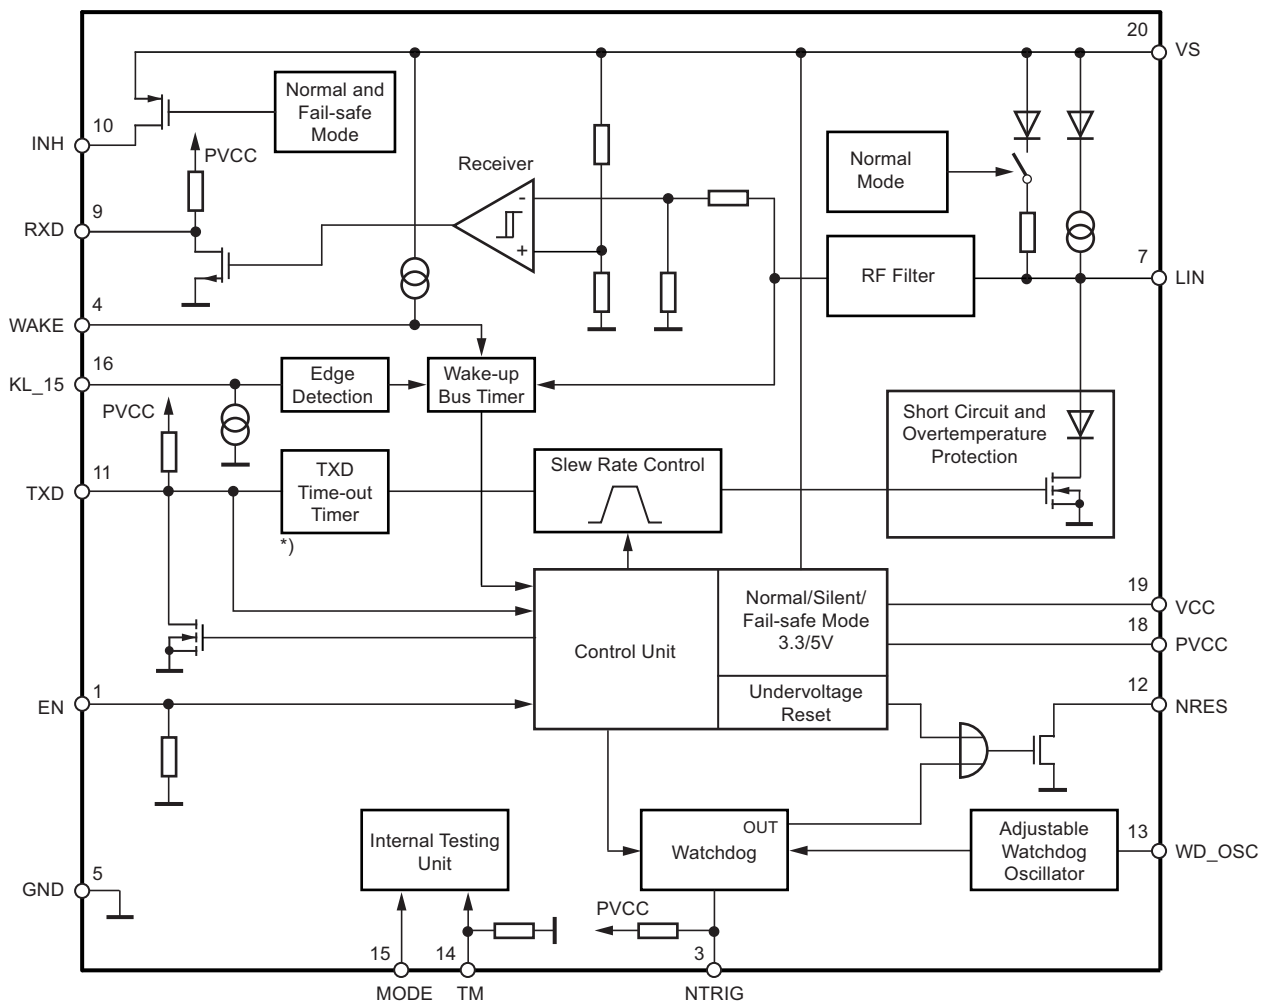 20
VS
Normal and
Fail-safe
Mode
10
INH
PVCC
Receiver
Normal
Mode
-
+
9
RXD
RF Filter
7
LIN
4
WAKE
16
KL_15
Edge
Detection
Wake-up
Bus Timer
PVCC
Short Circuit and
Overtemperature
Protection
11
TXD
TXD
Time-out
Timer
*)
Slew Rate Control
Control Unit
Normal/Silent/
Fail-safe Mode
3.3/5V
Undervoltage
Reset
19
VCC
18
PVCC
12
NRES
1
EN
Internal Testing
Unit
OUT
Watchdog
Adjustable
Watchdog
Oscillator
13
WD_OSC
5
GND
PVCC
15
14
3
MODE
TM
NTRIG